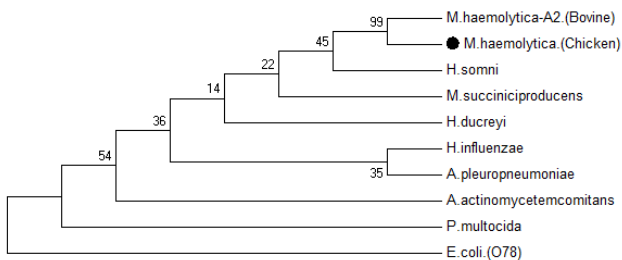 M.haemolytica-A2.(Bovine)
99
M.haemolytica.(Chicken)
45
H.somni
22
M.succiniciproducens
14
H.ducreyi
36
H.influenzae
35
A.pleuropneumoniae
54
A.actinomycetemcomitans
P.multocida
E.coli.(O78)